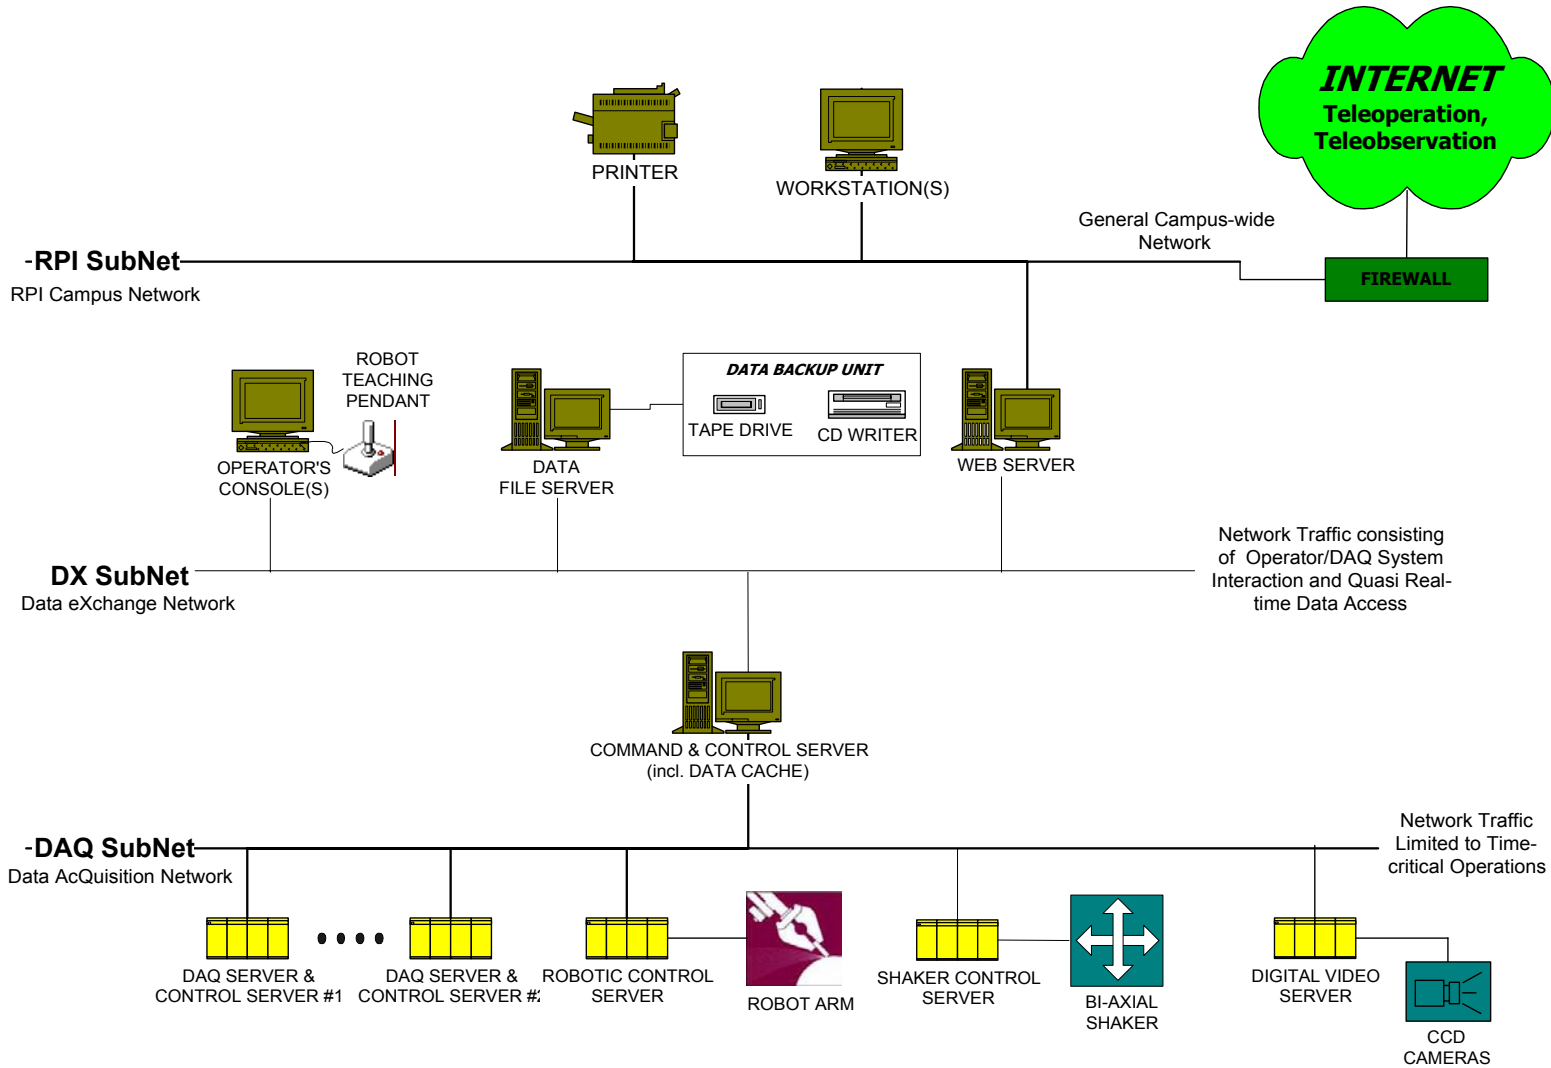 INTERNET
Teleoperation,
Teleobservation
PRINTER
WORKSTATION(S)
General Campus-wide
Network
-RPI SubNet
RPI Campus Network
FIREWALL
ROBOT
TEACHING
PENDANT
DATA BACKUP UNIT
TAPE DRIVE
CD WRITER
OPERATOR'S
CONSOLE(S)
DATA
FILE SERVER
WEB SERVER
Network Traffic consisting
of Operator/DAQ System
Interaction and Quasi Real-
time Data Access
DX SubNet
Data eXchange Network
COMMAND & CONTROL SERVER
(incl. DATA CACHE)
-DAQ SubNet
Data AcQuisition Network
Network Traffic
Limited to Time-
critical Operations
DAQ SERVER &
CONTROL SERVER #1
DAQ SERVER &
CONTROL SERVER #2
ROBOTIC CONTROL
SERVER
ROBOT ARM
SHAKER CONTROL
SERVER
BI-AXIAL
SHAKER
DIGITAL VIDEO
SERVER
CCD
CAMERAS